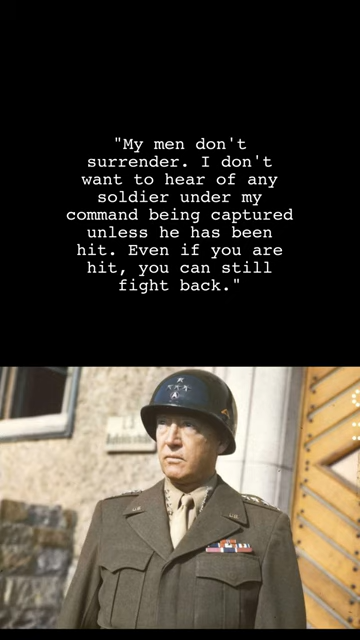 "My men don't
surrender. I don't
want to hear of any
soldier under my
command being captured
unless he has been
hit. Even if you are
hit, you can still
fight back."